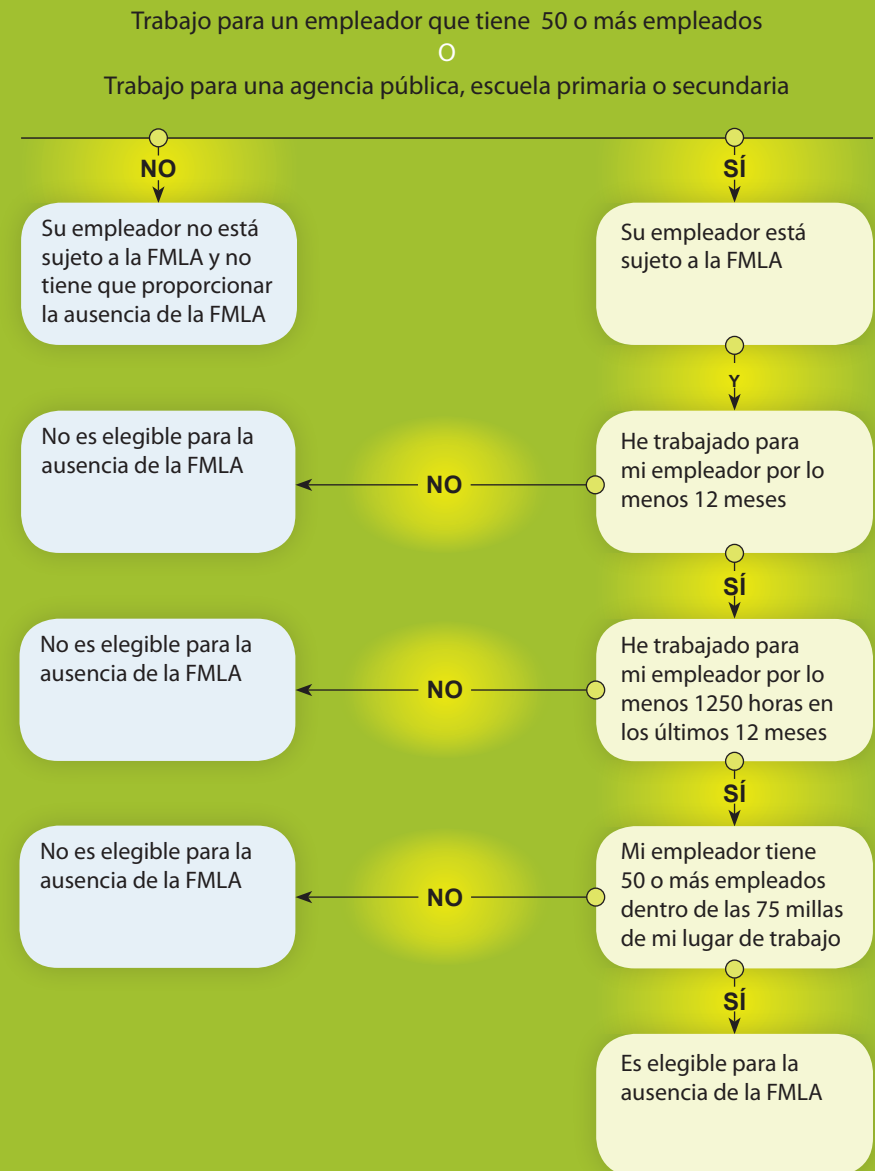 Trabajo para un empleador que tiene 50 o más empleados
O
Trabajo para una agencia pública, escuela primaria o secundaria
NO
SÍ
Su empleador no está
sujeto a la FMLA y no
tiene que proporcionar
la ausencia de la FMLA
Su empleador está
sujeto a la FMLA
Y
No es elegible para la
ausencia de la FMLA
NO
He trabajado para
mi empleador por lo
menos 12 meses
SÍ
No es elegible para la
ausencia de la FMLA
NO
He trabajado para
mi empleador por lo
menos 1250 horas en
los últimos 12 meses
SÍ
No es elegible para la
ausencia de la FMLA
NO
Mi empleador tiene
50 o más empleados
dentro de las 75 millas
de mi lugar de trabajo
SÍ
Es elegible para la
ausencia de la FMLA